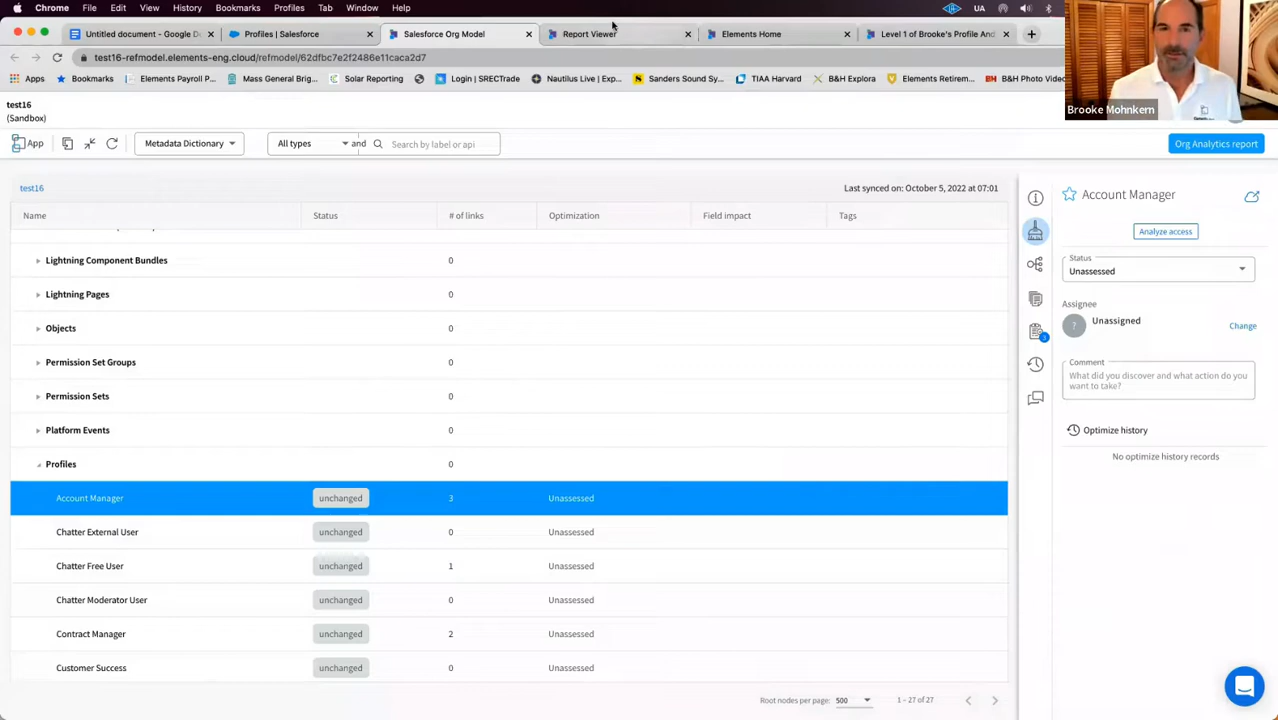 Chrome File Edit View History Bookmarks Profiles Tab Window Help UA
Untitled document - Google D
Profiles | Salesforce
Salesforce Org Model
Report Viewer
Elements Home
Level 1 of Brooke's Profile An
test16-refmodel.elements-eng.cloud/refmodel/62dfbc7e2f248
Apps Bookmarks Elements Payroll P... Mass General Brig... Solar Login | SRECTrade Nautilus Live | Exp... Sanders Sound Sy... TIAA Harvard B&H Explora Elements Retirem... B&H Photo Video
Brooke Mohnkern
test16
(Sandbox)
App Metadata Dictionary All types and Search by label or api Org Analytics report
test16 Last synced on: October 5, 2022 at 07:01
Name Status # of links Optimization Field impact Tags
Lightning Component Bundles 0
Lightning Pages 0
Objects 0
Permission Set Groups 0
Permission Sets 0
Platform Events 0
Profiles 0
Account Manager unchanged 3 Unassessed
Chatter External User unchanged 0 Unassessed
Chatter Free User unchanged 1 Unassessed
Chatter Moderator User unchanged 0 Unassessed
Contract Manager unchanged 2 Unassessed
Customer Success unchanged 0 Unassessed
Root nodes per page: 500 1 - 27 of 27
Account Manager
Analyze access
Status
Unassessed
Assignee
? Unassigned Change
Comment
What did you discover and what action do you
want to take?
Optimize history
No optimize history records